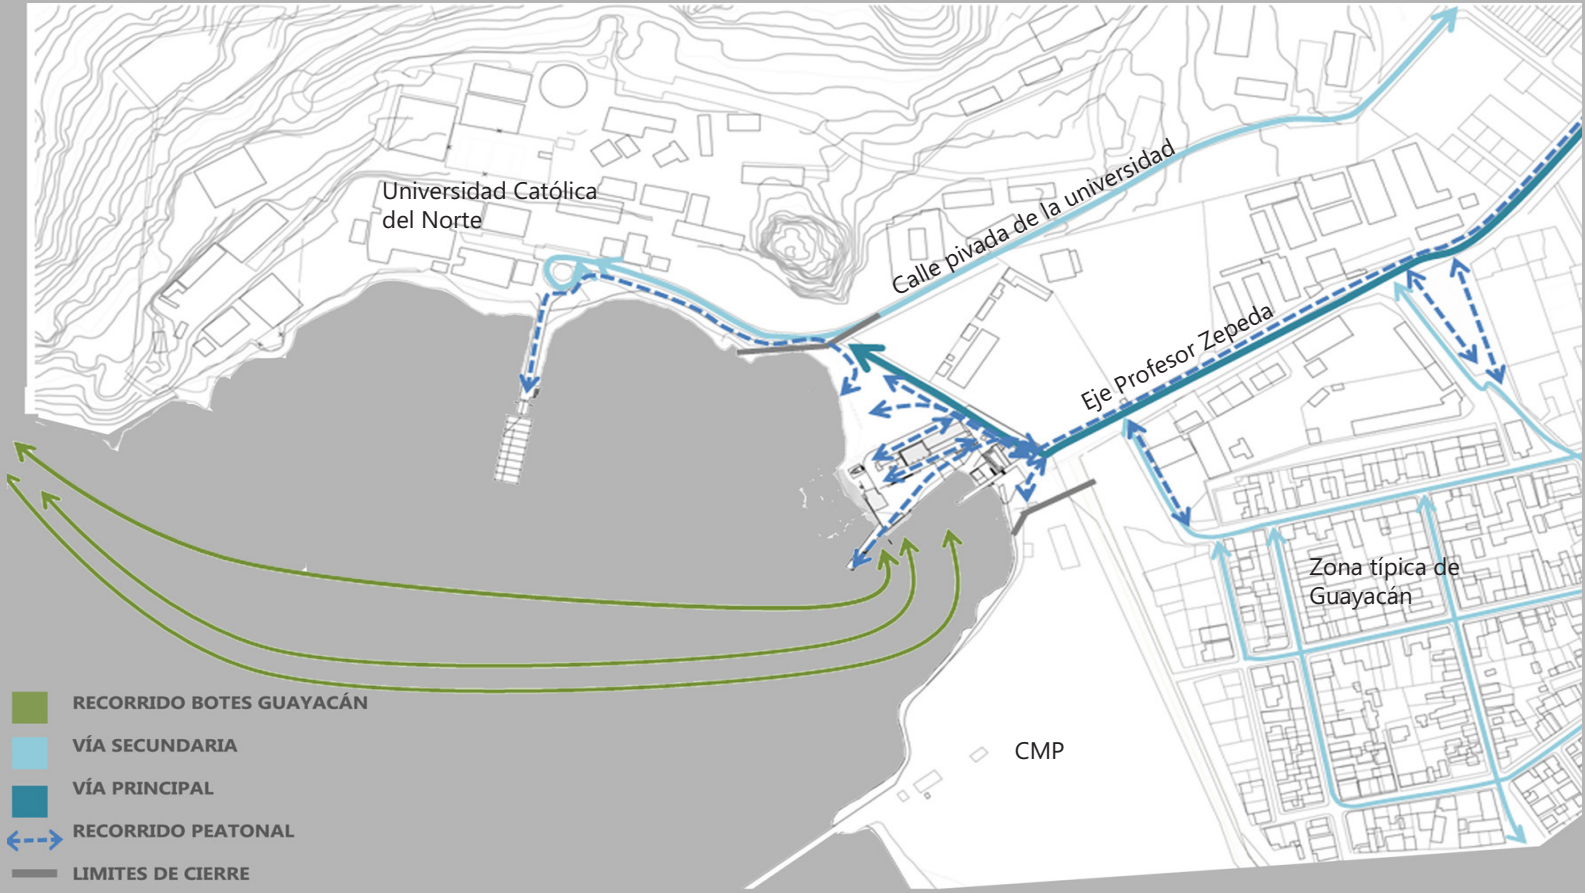 Universidad Católica
del Norte
Calle pivada de la universidad
Eje Profesor Zepeda
Zona típica de
Guayacán
CMP
RECORRIDO BOTES GUAYACÁN
VÍA SECUNDARIA
VÍA PRINCIPAL
RECORRIDO PEATONAL
LIMITES DE CIERRE